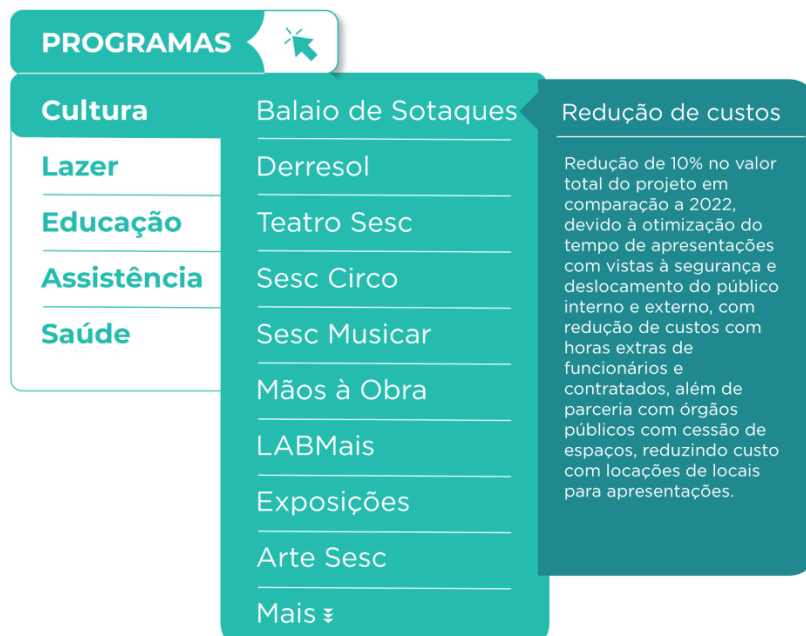 PROGRAMAS
Cultura
Lazer
Educação
Assistência
Saúde
Balaio de Sotaques
Derresol
Teatro Sesc
Sesc Circo
Sesc Musicar
Mãos à Obra
LABMais
Exposições
Arte Sesc
Mais
Redução de custos
Redução de 10% no valor
total do projeto em
comparação a 2022,
devido à otimização do
tempo de apresentações
com vistas à segurança e
deslocamento do público
interno e externo, com
redução de custos com
horas extras de
funcionários e
contratados, além de
parceria com órgãos
públicos com cessão de
espaços, reduzindo custo
com locações de locais
para apresentações.